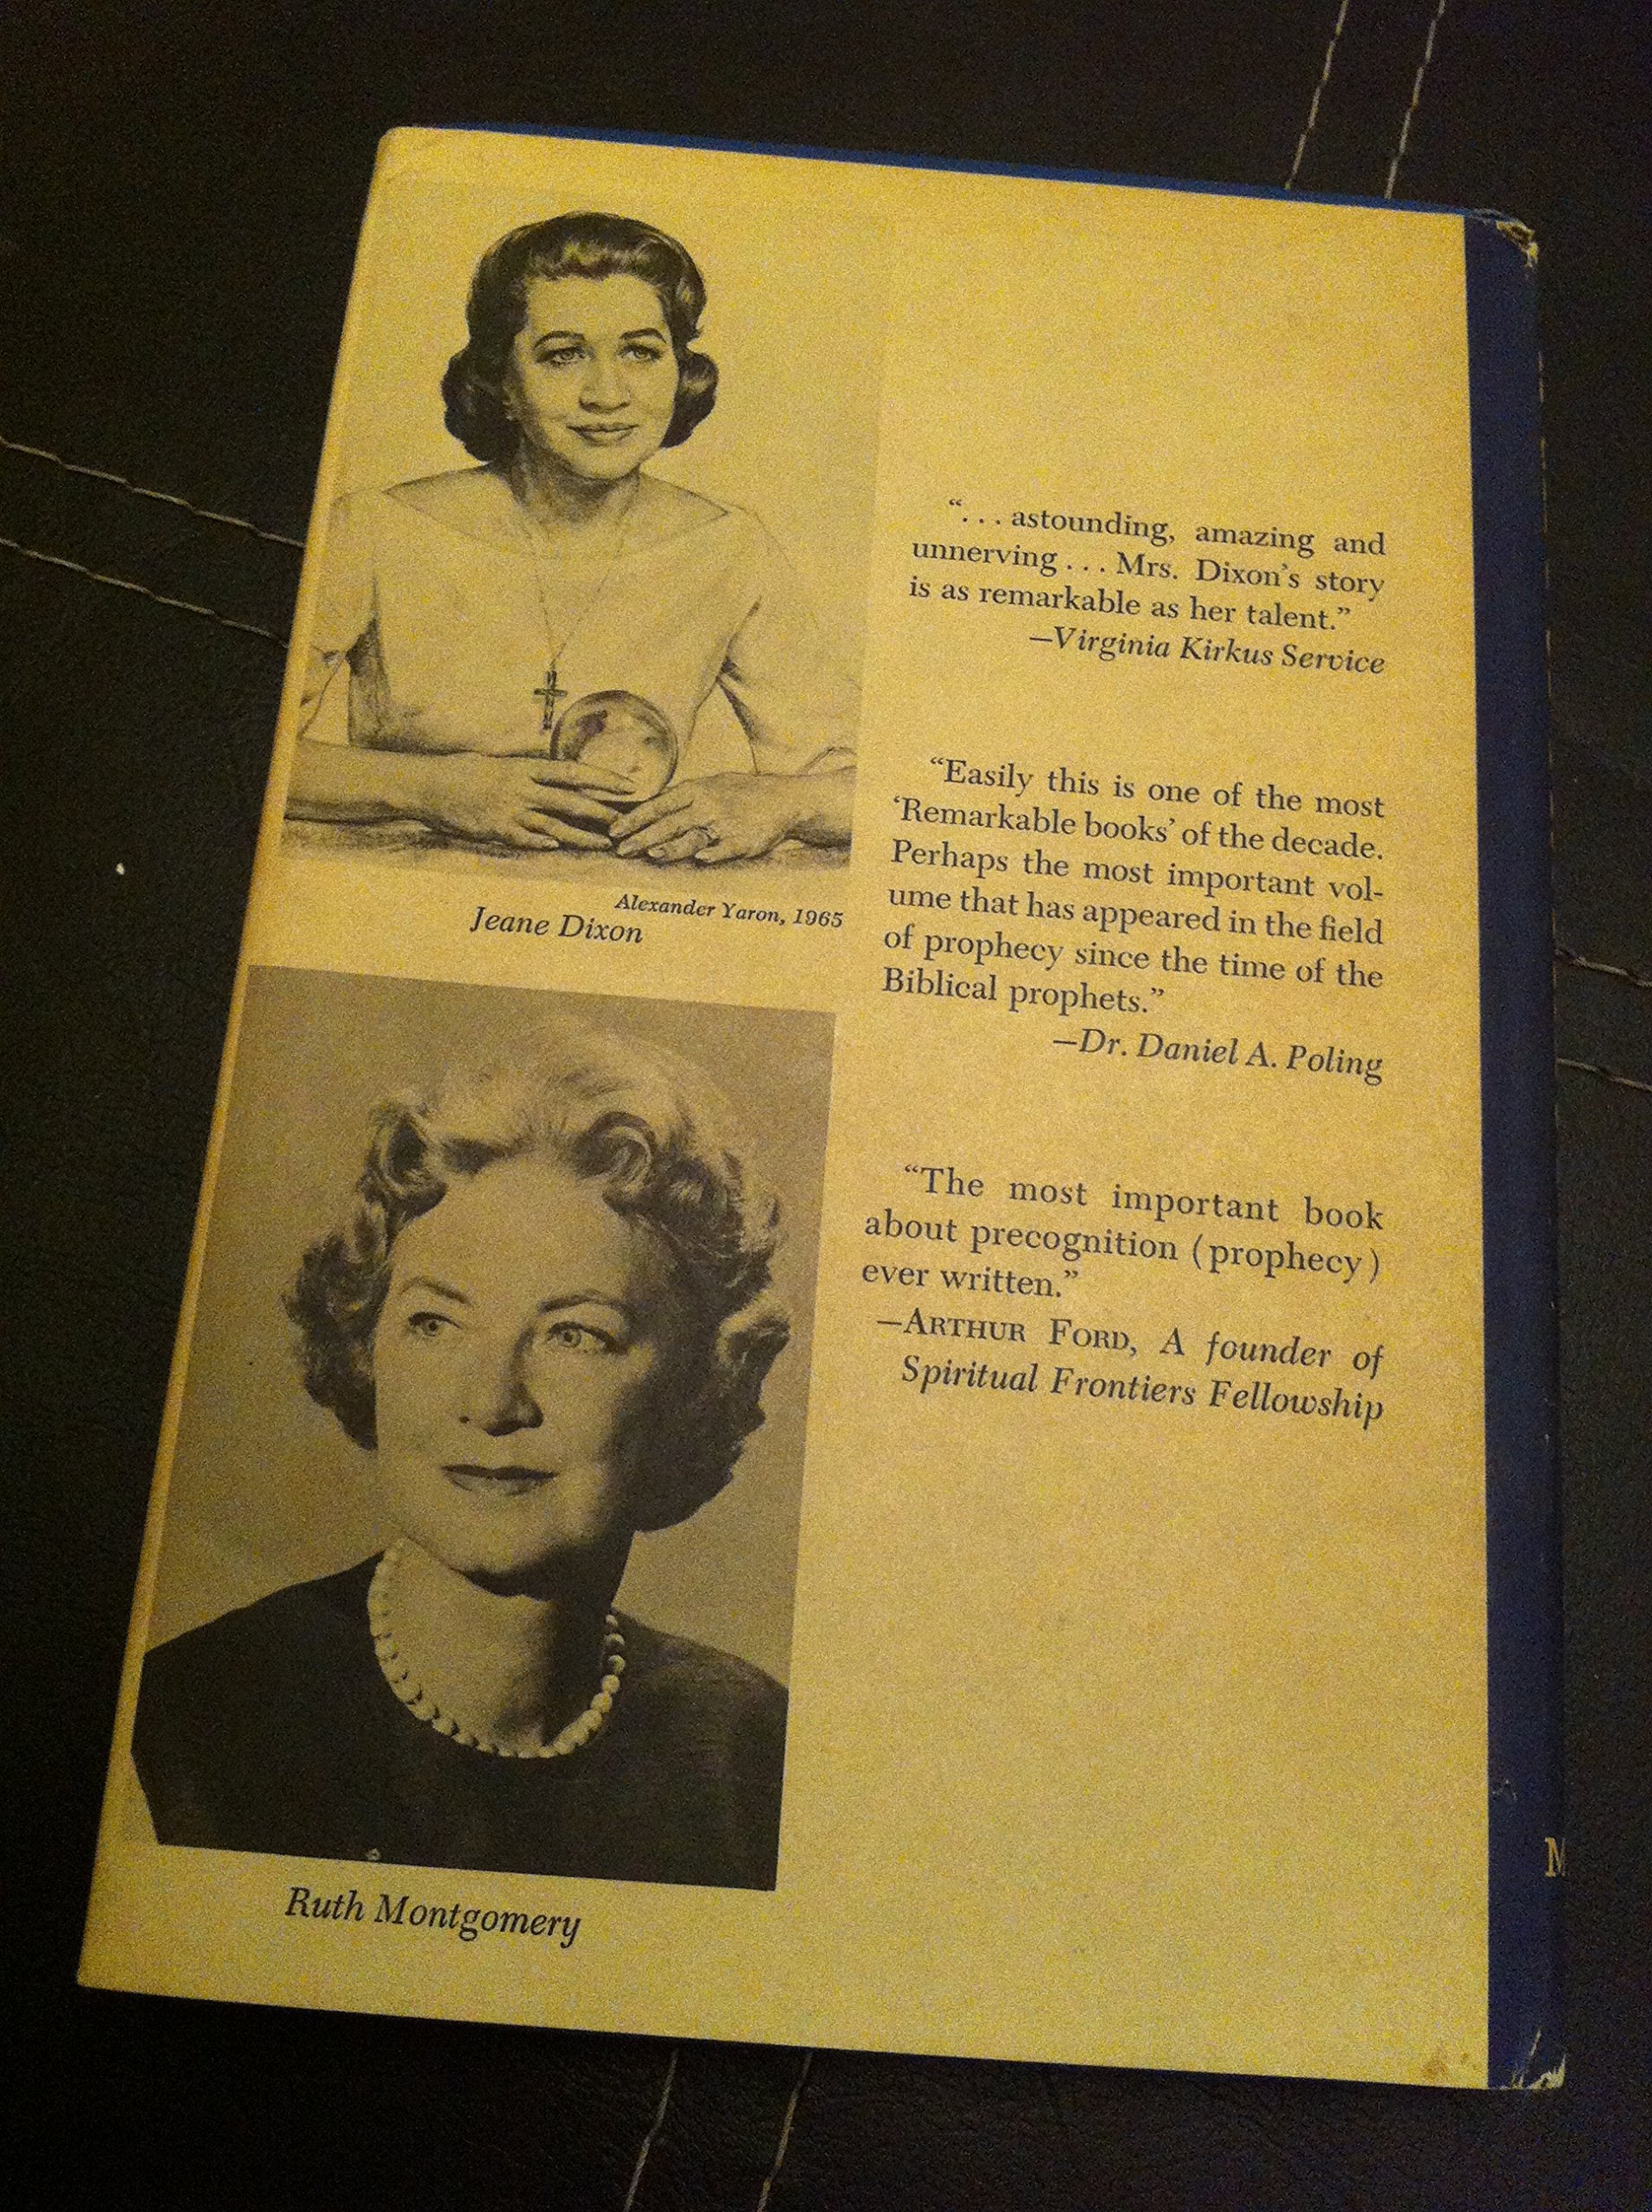 Alexander Yaron, 1965
Jeane Dixon
Ruth Montgomery
“. . . astounding, amazing and
unnerving . . . Mrs. Dixon’s story
is as remarkable as her talent.”
—Virginia Kirkus Service
“Easily this is one of the most
‘Remarkable books’ of the decade.
Perhaps the most important vol-
ume that has appeared in the field
of prophecy since the time of the
Biblical prophets.”
—Dr. Daniel A. Poling
“The most important book
about precognition (prophecy)
ever written.”
—ARTHUR FORD, A founder of
Spiritual Frontiers Fellowship
M